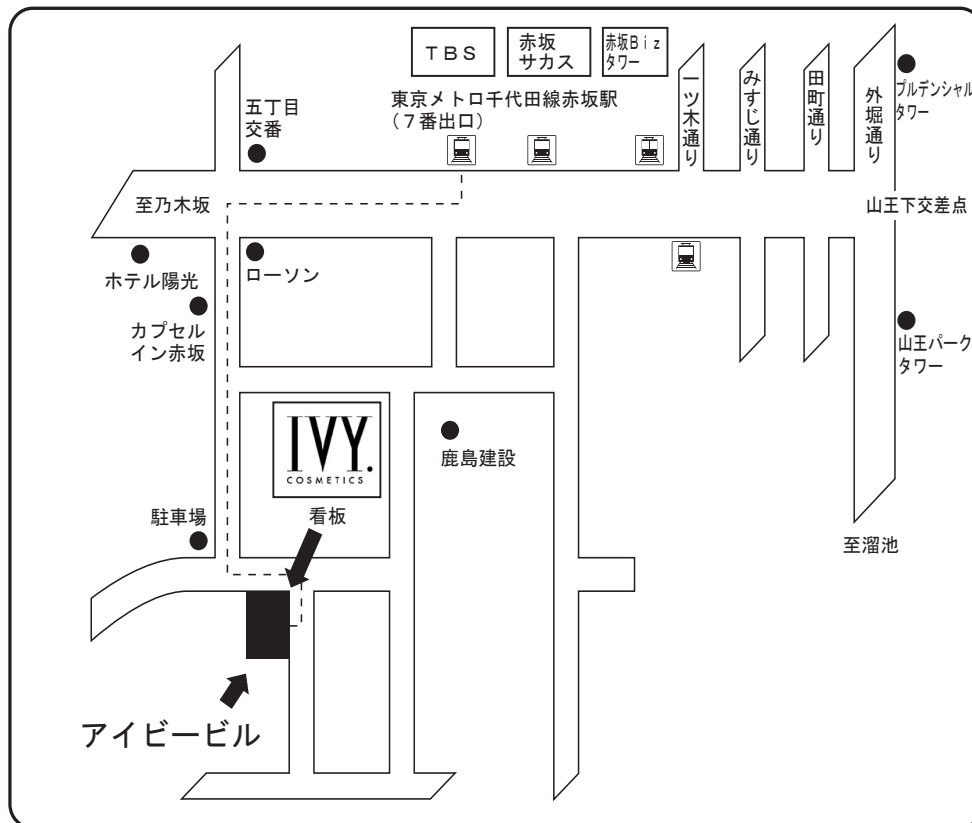 ＴＢＳ
赤坂
サカス
赤坂Ｂｉｚ
タワー
東京メトロ千代田線赤坂駅
（７番出口）
一ツ木通り
みすじ通り
田町通り
外堀通り
プルデンシャル
タワー
五丁目
交番
至乃木坂
山王下交差点
ホテル陽光
ローソン
カプセル
イン赤坂
山王パーク
タワー
IVY.
COSMETICS
看板
鹿島建設
駐車場
至溜池
アイビービル